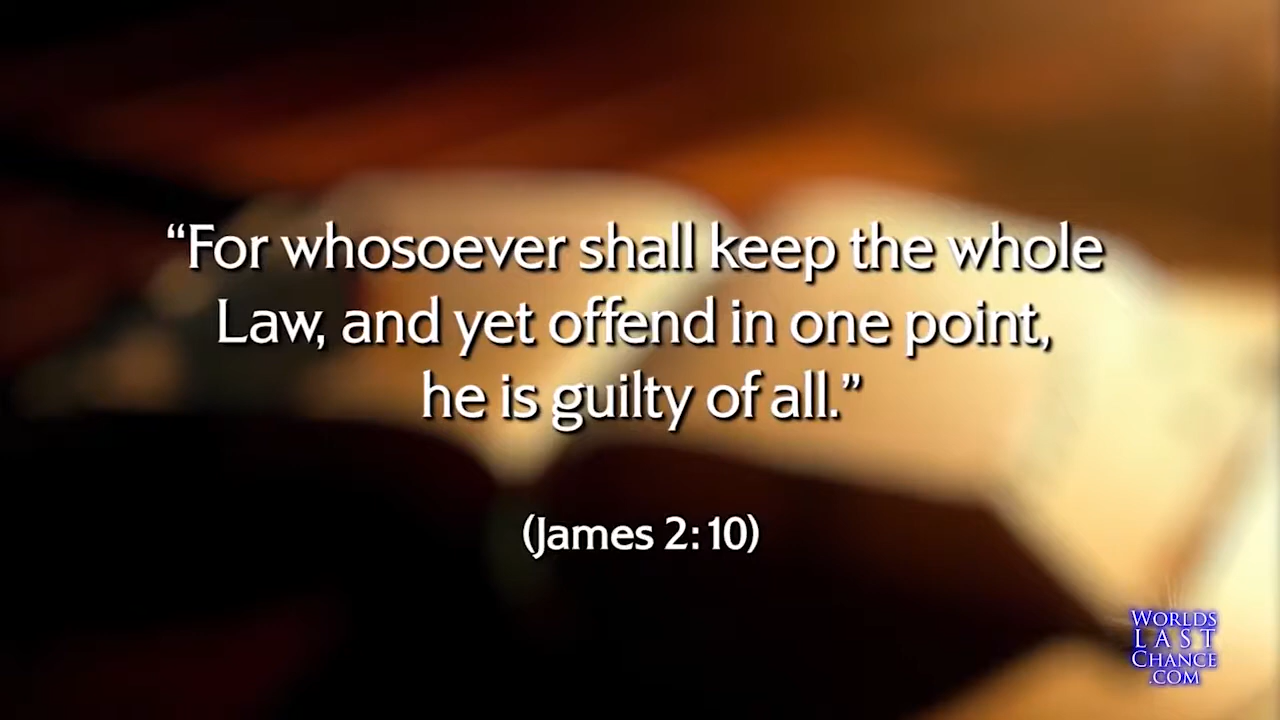 “For whosoever shall keep the whole
Law, and yet offend in one point,
he is guilty of all.”
(James 2:10)
WORLDS
LAST
CHANCE
.COM